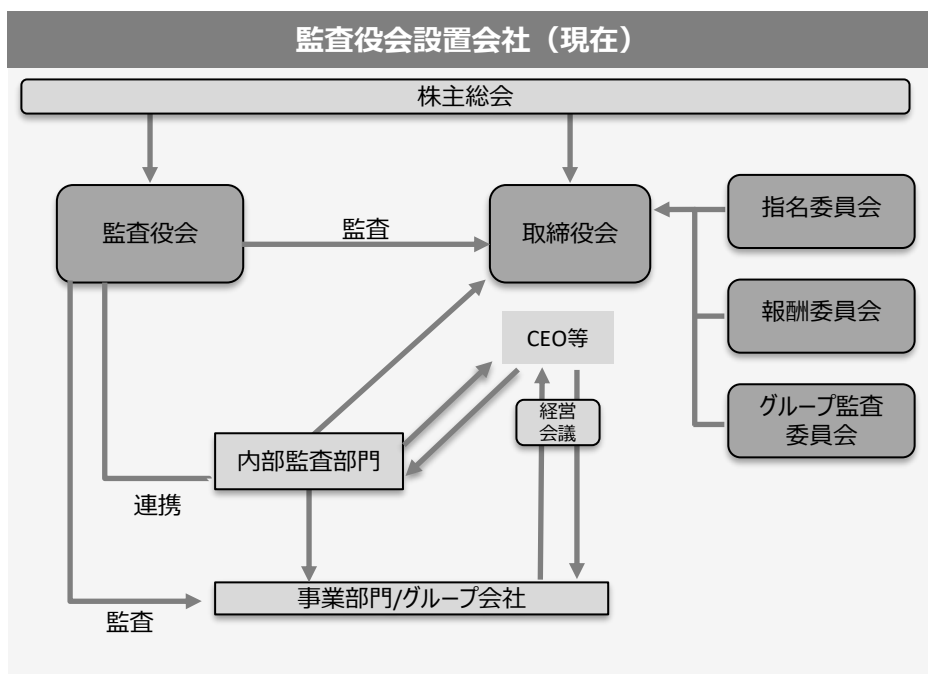 監査役会設置会社（現在）
株主総会
監査役会
監査
取締役会
指名委員会
報酬委員会
CEO等
経営
会議
グループ監査
委員会
内部監査部門
連携
事業部門/グループ会社
監査